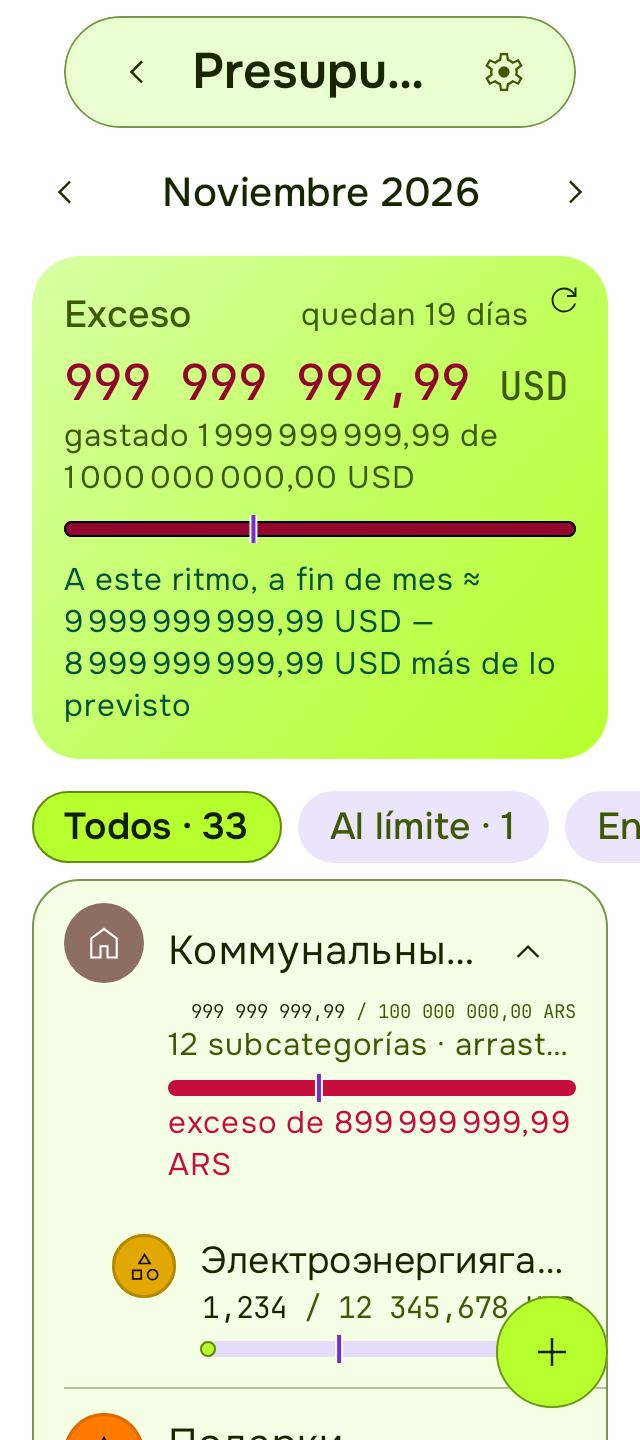 Presupu...
Noviembre 2026
Exceso
quedan 19 días
999 999 999,99 USD
gastado 1 999 999 999,99 de
1 000 000 000,00 USD
A este ritmo, a fin de mes ≈
9 999 999 999,99 USD —
8 999 999 999,99 USD más de lo
previsto
Todos · 33
Al límite · 1
En
Коммунальны...
999 999 999,99 / 100 000 000,00 ARS
12 subcategorías · arrast...
exceso de 899 999 999,99
ARS
Электроэнергияга...
1,234 / 12 345,678
Подарки